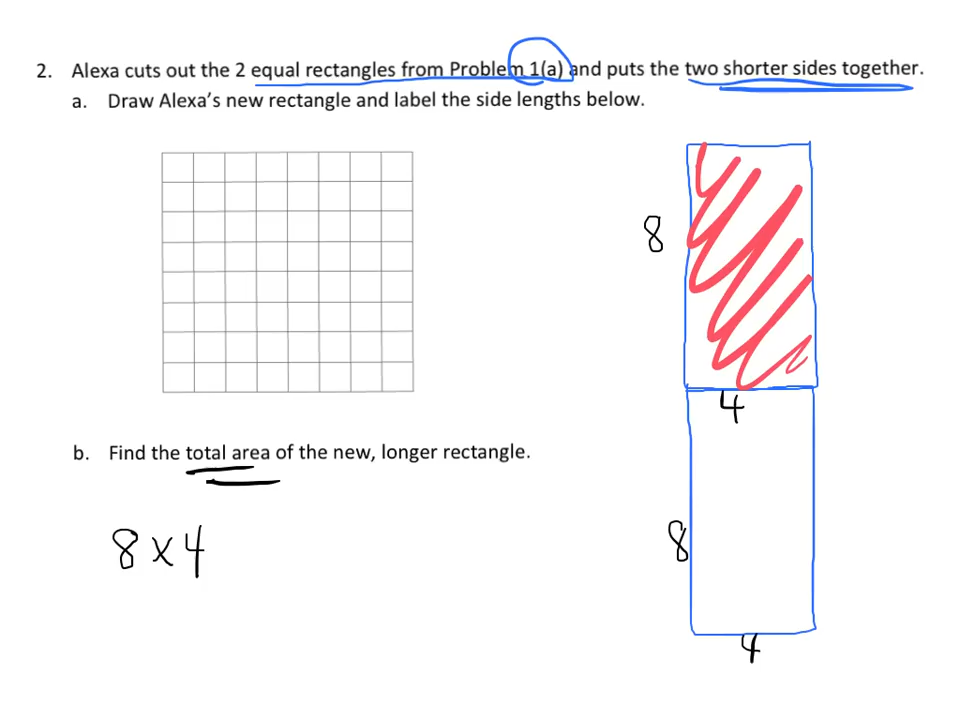 2. Alexa cuts out the 2 equal rectangles from Problem 1(a) and puts the two shorter sides together.
a. Draw Alexa's new rectangle and label the side lengths below.
8
4
b. Find the total area of the new, longer rectangle.
8 x 4
8
4